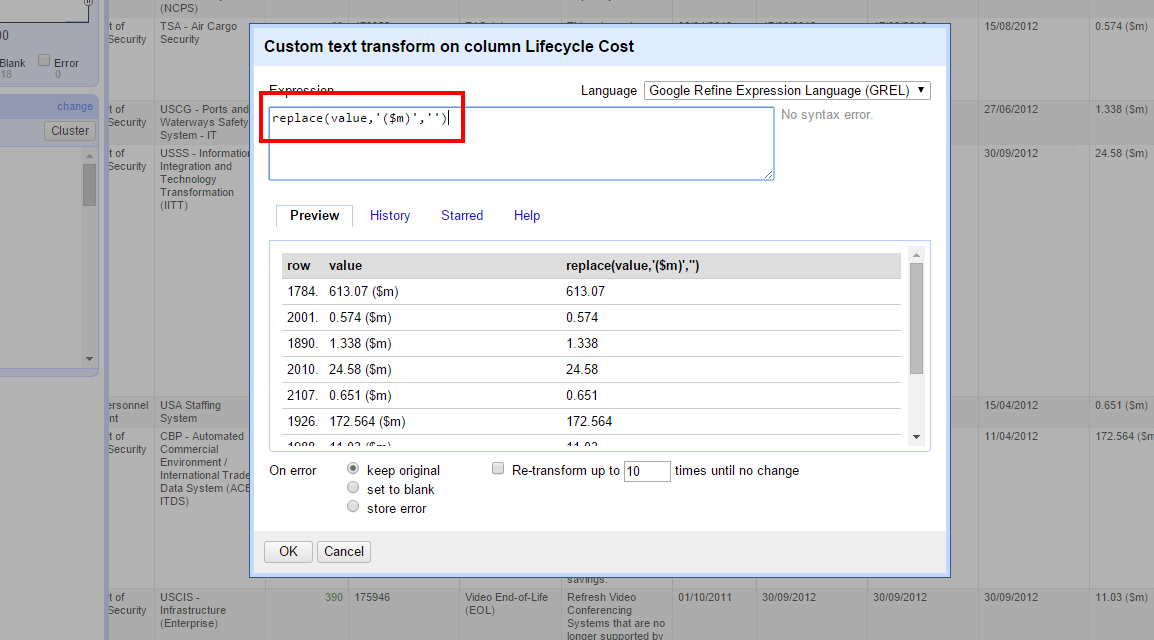 (NCPS)
00
t of
Security
TSA - Air Cargo
Security
15/08/2012
0.574 ($m)
Blank
18
Error
0
change
Cluster
t of
Security
USCG - Ports and
Waterways Safety
System - IT
27/06/2012
1.338 ($m)
t of
Security
USSS - Information
Integration and
Technology
Transformation
(IITT)
30/09/2012
24.58 ($m)
Custom text transform on column Lifecycle Cost
Expression
Language
Google Refine Expression Language (GREL)
replace(value,'($m)','')
No syntax error.
Preview
History
Starred
Help
row value replace(value,'($m)','')
1784. 613.07 ($m) 613.07
2001. 0.574 ($m) 0.574
1890. 1.338 ($m) 1.338
2010. 24.58 ($m) 24.58
2107. 0.651 ($m) 0.651
1926. 172.564 ($m) 172.564
1988. 11.03 ($m) 11.03
On error
keep original
set to blank
store error
Re-transform up to 10 times until no change
OK
Cancel
ersonnel
nt
USA Staffing
System
15/04/2012
0.651 ($m)
t of
Security
CBP - Automated
Commercial
Environment /
International Trade
Data System (ACE
ITDS)
11/04/2012
172.564 ($m
savings.
t of
Security
USCIS -
Infrastructure
(Enterprise)
390
175946
Video End-of-Life
(EOL)
Refresh Video
Conferencing
Systems that are no
longer supported by
01/10/2011
30/09/2012
30/09/2012
30/09/2012
11.03 ($m)